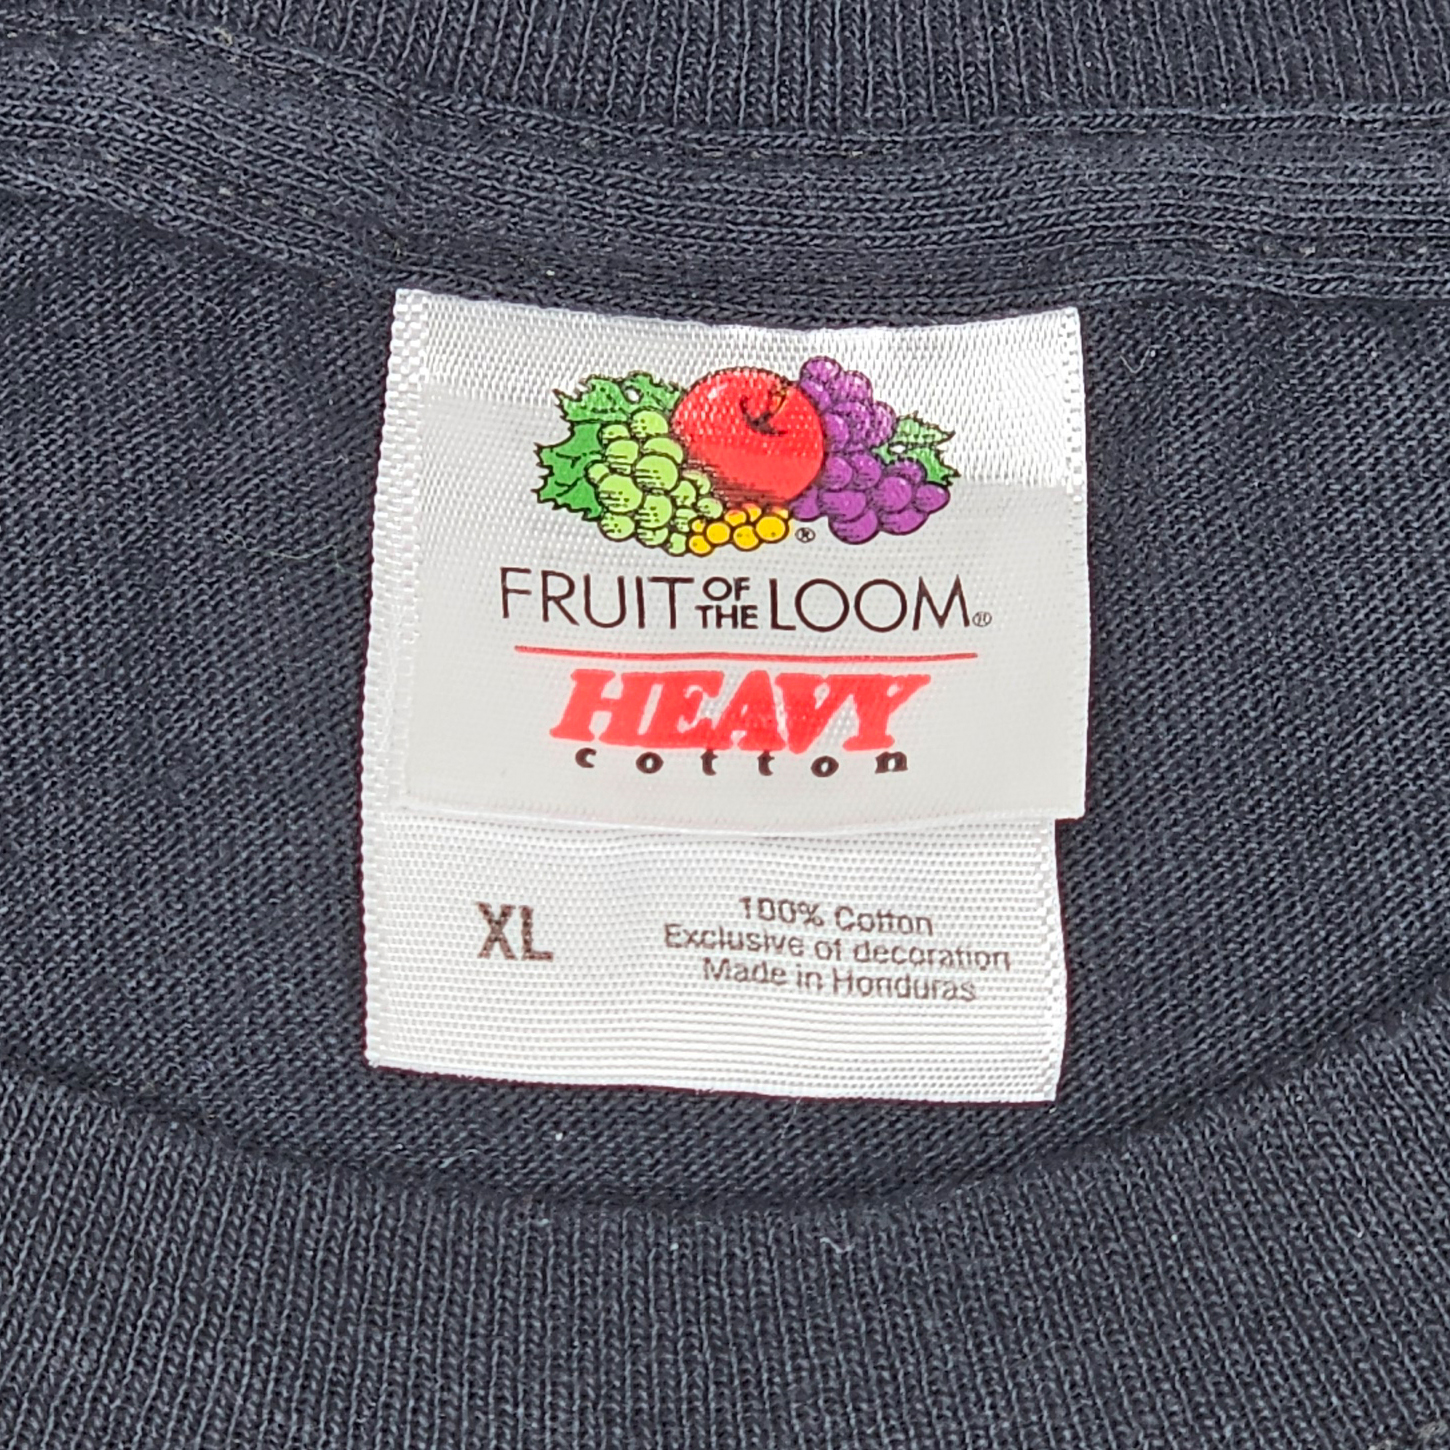 ®
FRUIT OF THE LOOM®
HEAVY
cotton
XL
100% Cotton
Exclusive of decoration
Made in Honduras